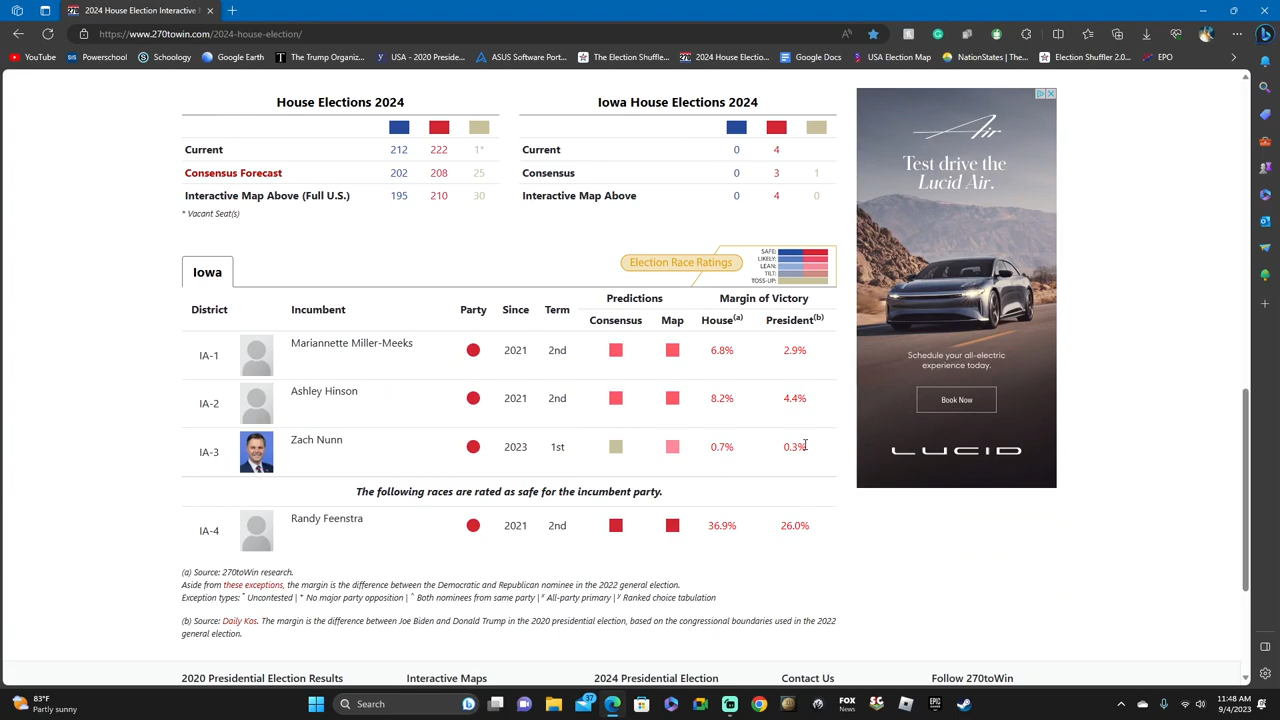 2024 House Election Interactive
https://www.270towin.com/2024-house-election/
YouTube Powerschool Schoology Google Earth The Trump Organiz... USA - 2020 Preside... ASUS Software Port... The Election Shuffle... 2024 House Electio... Google Docs USA Election Map NationStates | The... Election Shuffler 2.0... EPO
House Elections 2024 Iowa House Elections 2024
Current 212 222 1* Current 0 4
Consensus Forecast 202 208 25 Consensus 0 3 1
Interactive Map Above (Full U.S.) 195 210 30 Interactive Map Above 0 4 0
* Vacant Seat(s)
Iowa
Election Race Ratings
SAFE:
LIKELY:
LEAN:
TILT:
TOSS-UP:
Predictions Margin of Victory
District Incumbent Party Since Term Consensus Map House(a) President(b)
IA-1 Mariannette Miller-Meeks 2021 2nd 6.8% 2.9%
IA-2 Ashley Hinson 2021 2nd 8.2% 4.4%
IA-3 Zach Nunn 2023 1st 0.7% 0.3%
The following races are rated as safe for the incumbent party.
IA-4 Randy Feenstra 2021 2nd 36.9% 26.0%
(a) Source: 270toWin research.
Aside from these exceptions, the margin is the difference between the Democratic and Republican nominee in the 2022 general election.
Exception types: * Uncontested | + No major party opposition | ^ Both nominees from same party | x All-party primary | y Ranked choice tabulation
(b) Source: Daily Kos. The margin is the difference between Joe Biden and Donald Trump in the 2020 presidential election, based on the congressional boundaries used in the 2022
general election.
2020 Presidential Election Results Interactive Maps 2024 Presidential Election Contact Us Follow 270toWin
Air
Test drive the
Lucid Air.
Schedule your all-electric
experience today.
Book Now
LUCID
83°F
Partly sunny
Search
37
FOX
News
SG
EPIC
GAMES
11:48 AM
9/4/2023